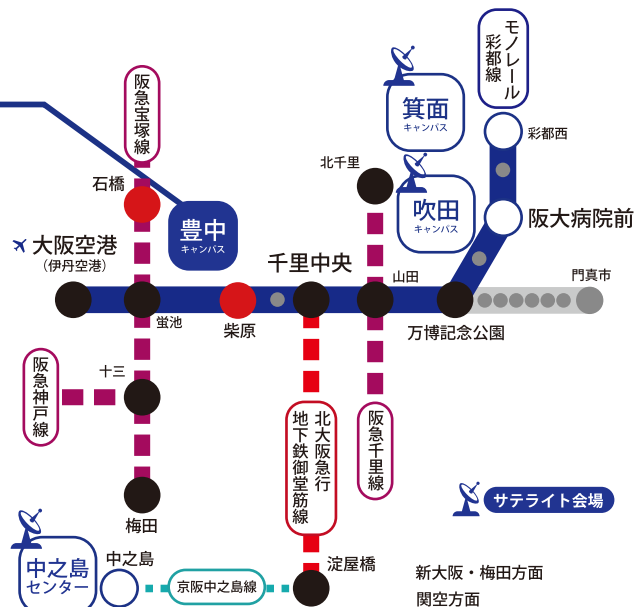 モノレール
彩都線
阪急宝塚線
箕面
キャンパス
彩都西
北千里
石橋
吹田
キャンパス
阪大病院前
豊中
キャンパス
大阪空港
(伊丹空港)
千里中央
山田
門真市
蛍池
柴原
万博記念公園
阪急神戸線
十三
北大阪急行
地下鉄御堂筋線
阪急千里線
サテライト会場
梅田
中之島
センター
中之島
京阪中之島線
淀屋橋
新大阪・梅田方面
関空方面